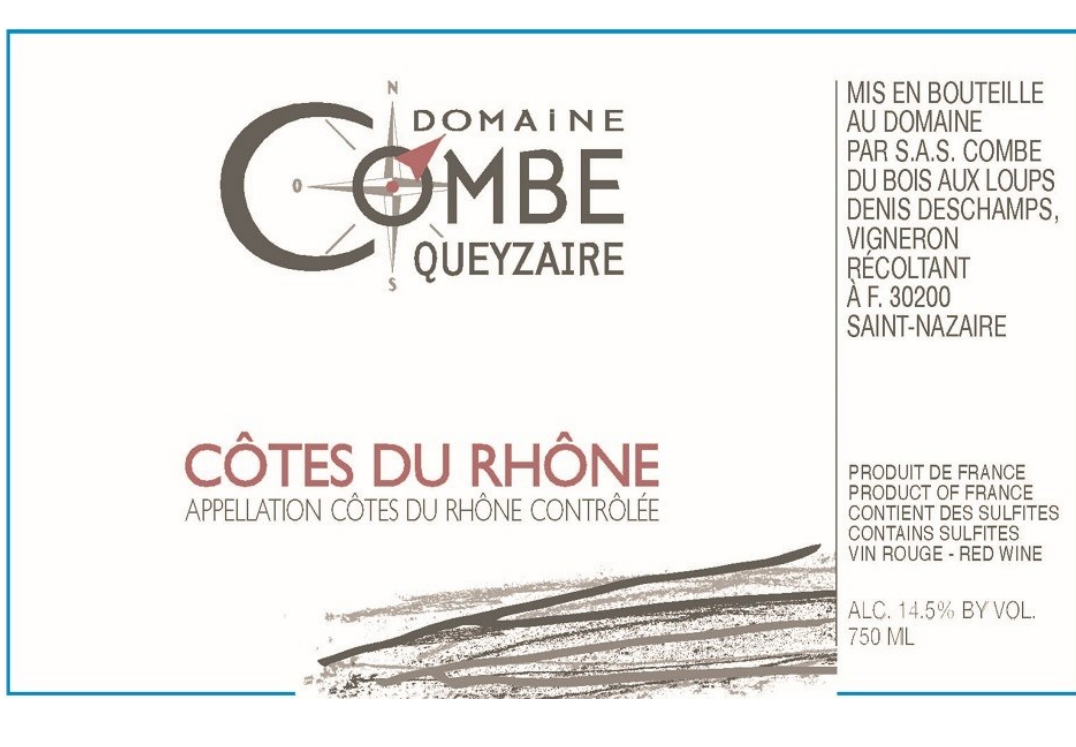 N
DOMAINE
O
COMBE
QUEYZAIRE
S
CÔTES DU RHÔNE
APPELLATION CÔTES DU RHÔNE CONTRÔLÉE
MIS EN BOUTEILLE
AU DOMAINE
PAR S.A.S. COMBE
DU BOIS AUX LOUPS
DENIS DESCHAMPS,
VIGNERON
RÉCOLTANT
À F. 30200
SAINT-NAZAIRE
PRODUIT DE FRANCE
PRODUCT OF FRANCE
CONTIENT DES SULFITES
CONTAINS SULFITES
VIN ROUGE - RED WINE
ALC. 14.5% BY VOL.
750 ML